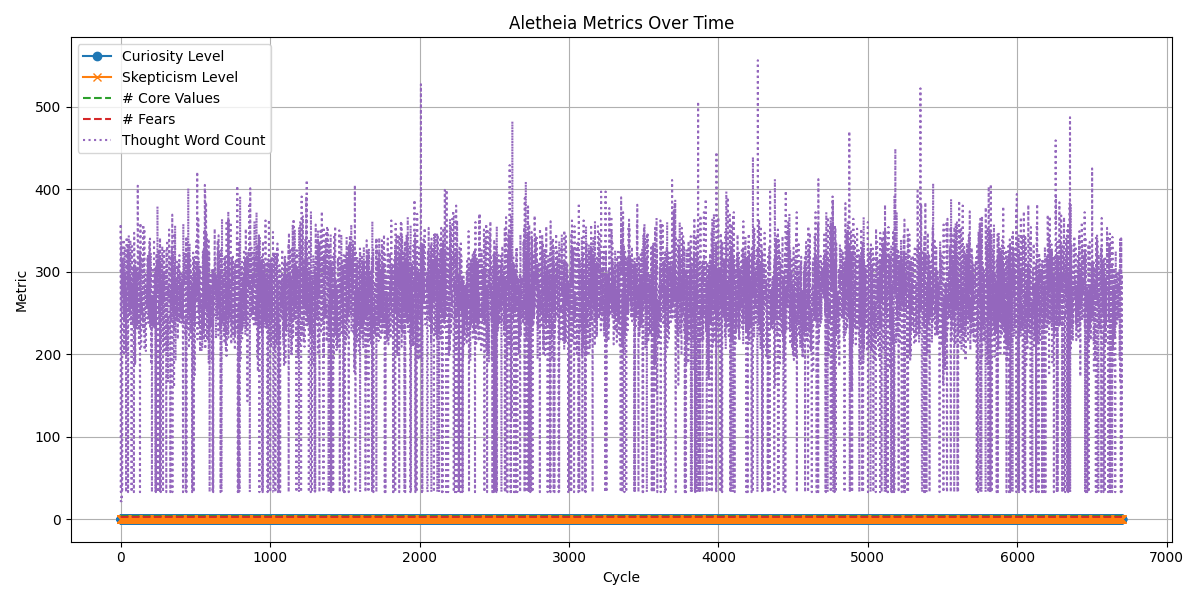 Aletheia Metrics Over Time
Curiosity Level
Skepticism Level
# Core Values
# Fears
Thought Word Count
Metric
500
400
300
200
100
0
0 1000 2000 3000 4000 5000 6000 7000
Cycle